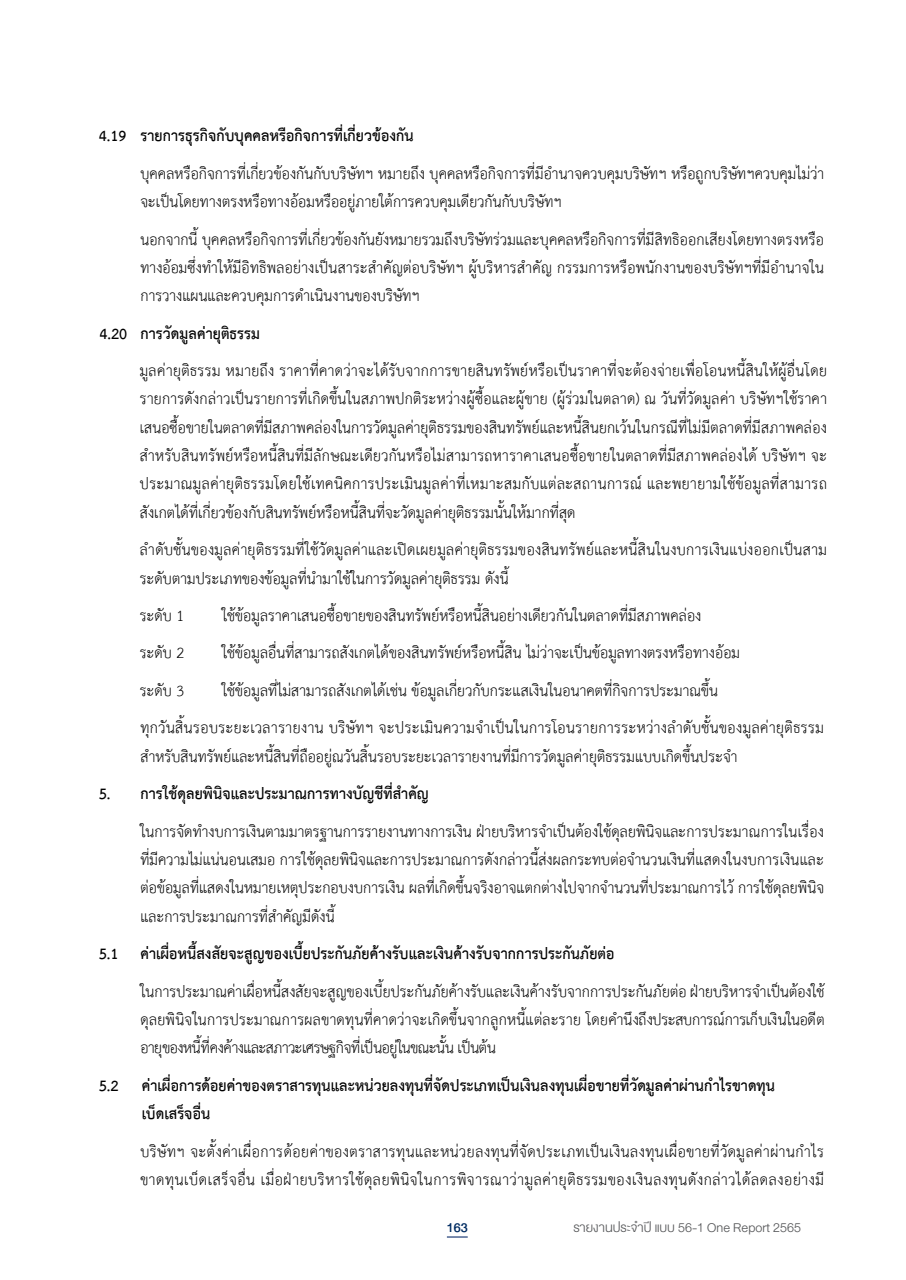 4.19 รายการธุรกิจกับบุคคลหรือกิจการที่เกี่ยวข้องกัน
บุคคลหรือกิจการที่เกี่ยวข้องกันกับบริษัทฯ หมายถึง บุคคลหรือกิจการที่มีอำนาจควบคุมบริษัทฯ หรือถูกบริษัทฯควบคุมไม่ว่า
จะเป็นโดยทางตรงหรือทางอ้อมหรืออยู่ภายใต้การควบคุมเดียวกันกับบริษัทฯ
นอกจากนี้ บุคคลหรือกิจการที่เกี่ยวข้องกันยังหมายรวมถึงบริษัทร่วมและบุคคลหรือกิจการที่มีสิทธิออกเสียงโดยทางตรงหรือ
ทางอ้อมซึ่งทำให้มีอิทธิพลอย่างเป็นสาระสำคัญต่อบริษัทฯ ผู้บริหารสำคัญ กรรมการหรือพนักงานของบริษัทฯที่มีอำนาจใน
การวางแผนและควบคุมการดำเนินงานของบริษัทฯ
4.20 การวัดมูลค่ายุติธรรม
มูลค่ายุติธรรม หมายถึง ราคาที่คาดว่าจะได้รับจากการขายสินทรัพย์หรือเป็นราคาที่จะต้องจ่ายเพื่อโอนหนี้สินให้ผู้อื่นโดย
รายการดังกล่าวเป็นรายการที่เกิดขึ้นในสภาพปกติระหว่างผู้ซื้อและผู้ขาย (ผู้ร่วมในตลาด) ณ วันที่วัดมูลค่า บริษัทฯใช้ราคา
เสนอซื้อขายในตลาดที่มีสภาพคล่องในการวัดมูลค่ายุติธรรมของสินทรัพย์และหนี้สินยกเว้นในกรณีที่ไม่มีตลาดที่มีสภาพคล่อง
สำหรับสินทรัพย์หรือหนี้สินที่มีลักษณะเดียวกันหรือไม่สามารถหาราคาเสนอซื้อขายในตลาดที่มีสภาพคล่องได้ บริษัทฯ จะ
ประมาณมูลค่ายุติธรรมโดยใช้เทคนิคการประเมินมูลค่าที่เหมาะสมกับแต่ละสถานการณ์ และพยายามใช้ข้อมูลที่สามารถ
สังเกตได้ที่เกี่ยวข้องกับสินทรัพย์หรือหนี้สินที่จะวัดมูลค่ายุติธรรมนั้นให้มากที่สุด
ลำดับชั้นของมูลค่ายุติธรรมที่ใช้วัดมูลค่าและเปิดเผยมูลค่ายุติธรรมของสินทรัพย์และหนี้สินในงบการเงินแบ่งออกเป็นสาม
ระดับตามประเภทของข้อมูลที่นำมาใช้ในการวัดมูลค่ายุติธรรม ดังนี้
ระดับ 1 ใช้ข้อมูลราคาเสนอซื้อขายของสินทรัพย์หรือหนี้สินอย่างเดียวกันในตลาดที่มีสภาพคล่อง
ระดับ 2 ใช้ข้อมูลอื่นที่สามารถสังเกตได้ของสินทรัพย์หรือหนี้สิน ไม่ว่าจะเป็นข้อมูลทางตรงหรือทางอ้อม
ระดับ 3 ใช้ข้อมูลที่ไม่สามารถสังเกตได้เช่น ข้อมูลเกี่ยวกับกระแสเงินในอนาคตที่กิจการประมาณขึ้น
ทุกวันสิ้นรอบระยะเวลารายงาน บริษัทฯ จะประเมินความจำเป็นในการโอนรายการระหว่างลำดับชั้นของมูลค่ายุติธรรม
สำหรับสินทรัพย์และหนี้สินที่ถืออยู่ณวันสิ้นรอบระยะเวลารายงานที่มีการวัดมูลค่ายุติธรรมแบบเกิดขึ้นประจำ
5. การใช้ดุลยพินิจและประมาณการทางบัญชีที่สำคัญ
ในการจัดทำงบการเงินตามมาตรฐานการรายงานทางการเงิน ฝ่ายบริหารจำเป็นต้องใช้ดุลยพินิจและการประมาณการในเรื่อง
ที่มีความไม่แน่นอนเสมอ การใช้ดุลยพินิจและการประมาณการดังกล่าวนี้ส่งผลกระทบต่อจำนวนเงินที่แสดงในงบการเงินและ
ต่อข้อมูลที่แสดงในหมายเหตุประกอบงบการเงิน ผลที่เกิดขึ้นจริงอาจแตกต่างไปจากจำนวนที่ประมาณการไว้ การใช้ดุลยพินิจ
และการประมาณการที่สำคัญมีดังนี้
5.1 ค่าเผื่อหนี้สงสัยจะสูญของเบี้ยประกันภัยค้างรับและเงินค้างรับจากการประกันภัยต่อ
ในการประมาณค่าเผื่อหนี้สงสัยจะสูญของเบี้ยประกันภัยค้างรับและเงินค้างรับจากการประกันภัยต่อ ฝ่ายบริหารจำเป็นต้องใช้
ดุลยพินิจในการประมาณการผลขาดทุนที่คาดว่าจะเกิดขึ้นจากลูกหนี้แต่ละราย โดยคำนึงถึงประสบการณ์การเก็บเงินในอดีต
อายุของหนี้ที่คงค้างและสภาวะเศรษฐกิจที่เป็นอยู่ในขณะนั้น เป็นต้น
5.2 ค่าเผื่อการด้อยค่าของตราสารทุนและหน่วยลงทุนที่จัดประเภทเป็นเงินลงทุนเผื่อขายที่วัดมูลค่าผ่านกำไรขาดทุน
เบ็ดเสร็จอื่น
บริษัทฯ จะตั้งค่าเผื่อการด้อยค่าของตราสารทุนและหน่วยลงทุนที่จัดประเภทเป็นเงินลงทุนเผื่อขายที่วัดมูลค่าผ่านกำไร
ขาดทุนเบ็ดเสร็จอื่น เมื่อฝ่ายบริหารใช้ดุลยพินิจในการพิจารณาว่ามูลค่ายุติธรรมของเงินลงทุนดังกล่าวได้ลดลงอย่างมี
163 รายงานประจำปี แบบ 56-1 One Report 2565